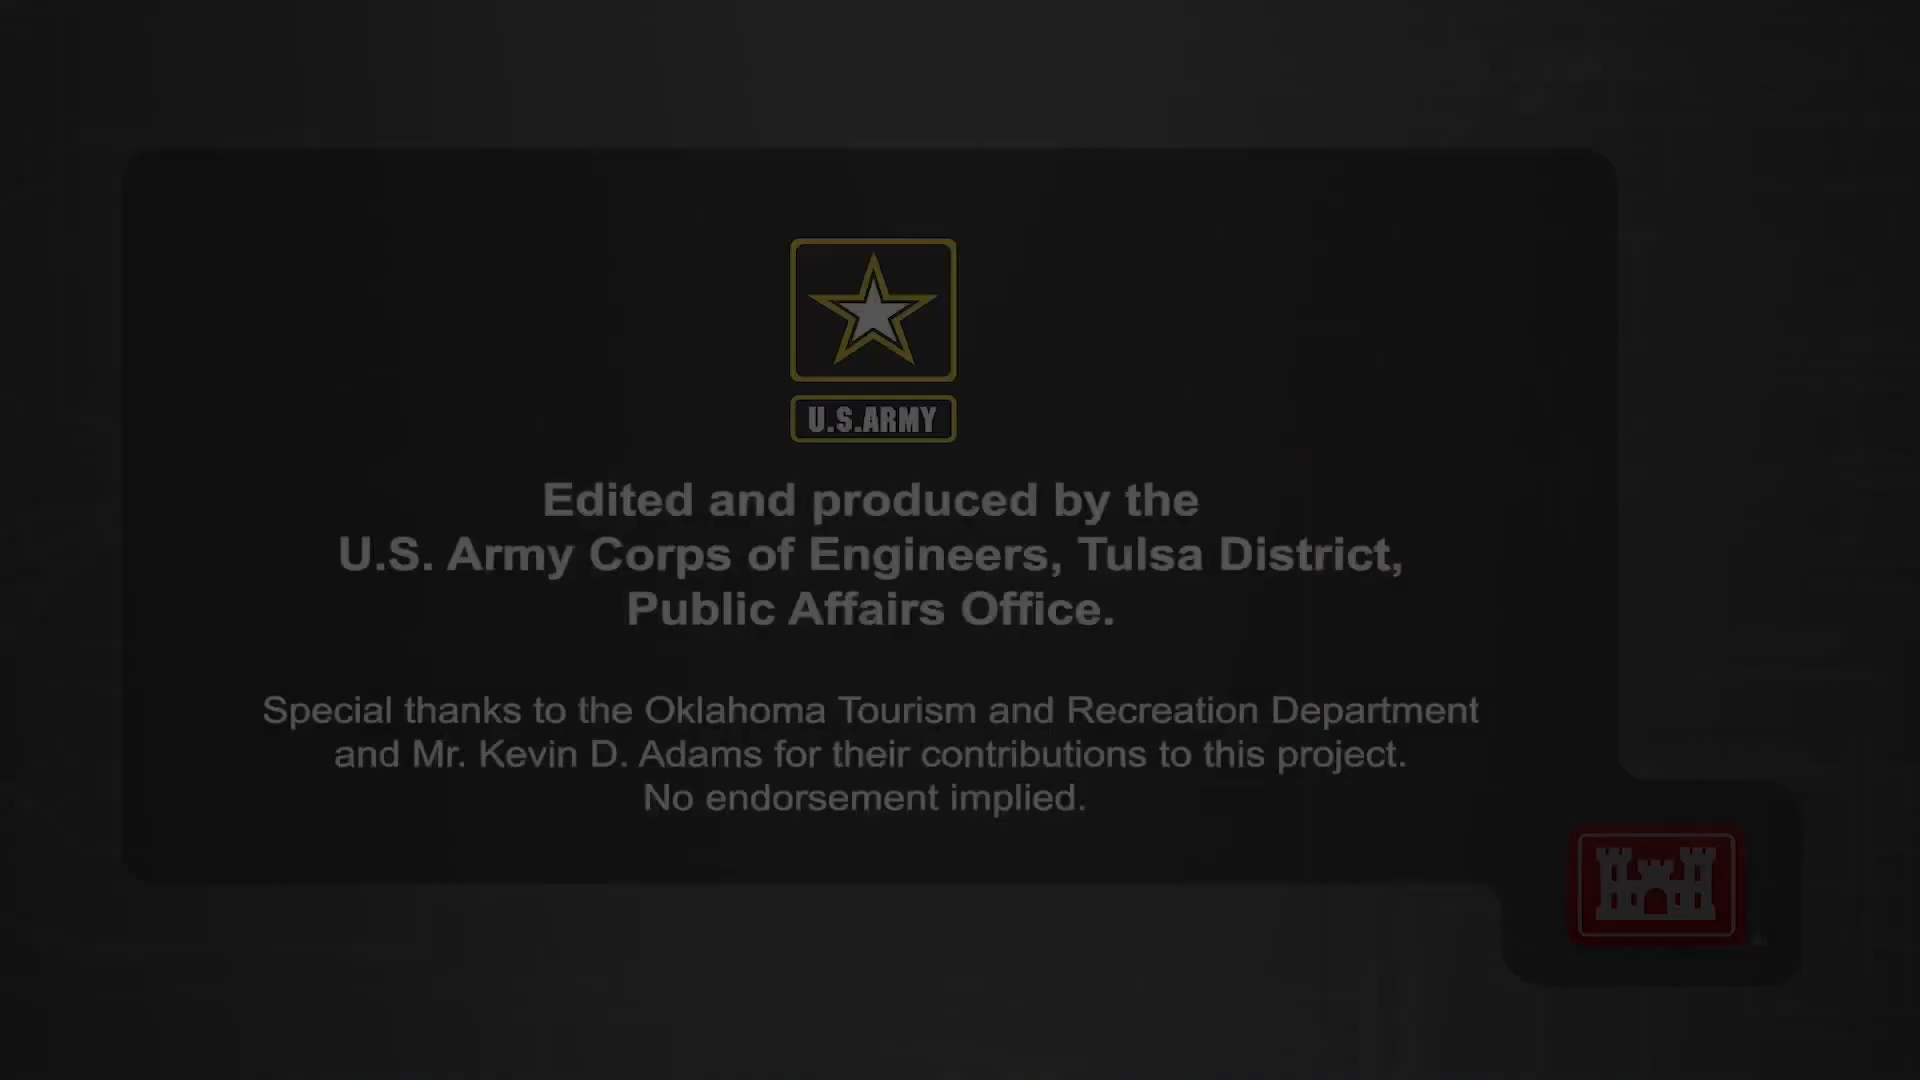 U.S.ARMY
Edited and produced by the
U.S. Army Corps of Engineers, Tulsa District,
Public Affairs Office.
Special thanks to the Oklahoma Tourism and Recreation Department
and Mr. Kevin D. Adams for their contributions to this project.
No endorsement implied.